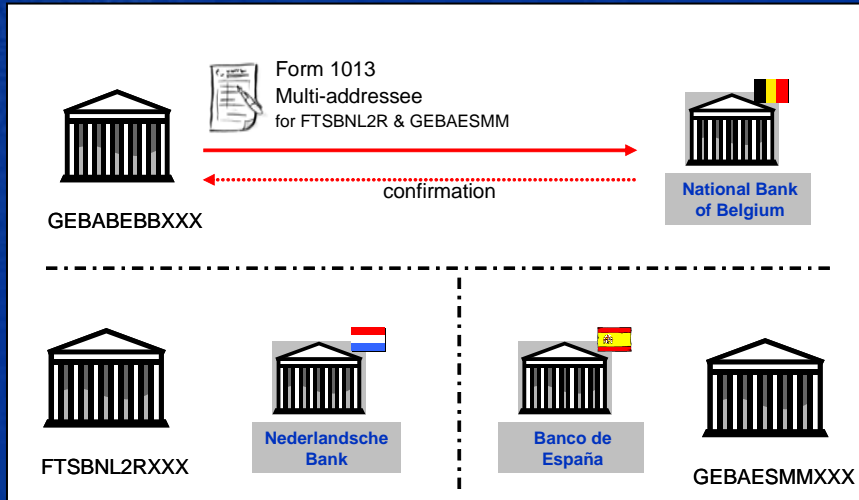 Form 1013
Multi-addressee
for FTSBNL2R & GEBAESMM
confirmation
GEBABEBBXXX
National Bank
of Belgium
FTSBNL2RXXX
Nederlandsche
Bank
Banco de
España
GEBAESMMXXX